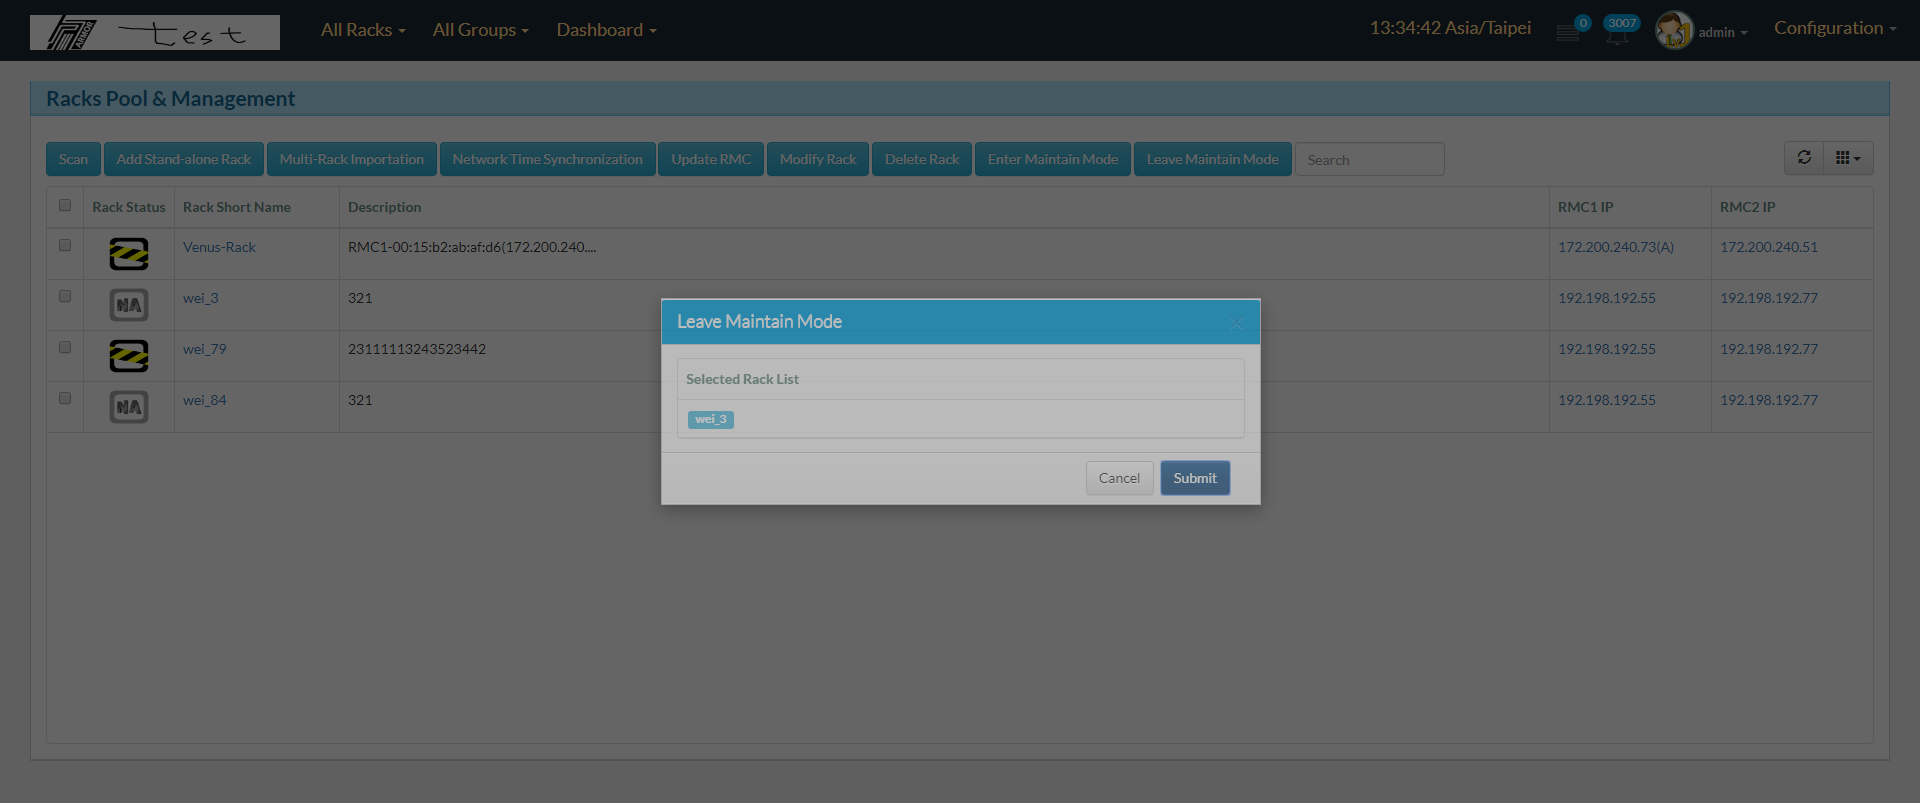 ARMOR test All Racks All Groups Dashboard 13:34:42 Asia/Taipei 0 3007 admin Configuration
Racks Pool & Management
Scan Add Stand-alone Rack Multi-Rack Importation Network Time Synchronization Update RMC Modify Rack Delete Rack Enter Maintain Mode Leave Maintain Mode Search
Rack Status Rack Short Name Description RMC1 IP RMC2 IP
Venus-Rack RMC1-00:15:b2:ab:af:d6(172.200.240.... 172.200.240.73(A) 172.200.240.51
NA wei_3 321 192.198.192.55 192.198.192.77
wei_79 23111113243523442 192.198.192.55 192.198.192.77
NA wei_84 321 192.198.192.55 192.198.192.77
Leave Maintain Mode
Selected Rack List
wei_3
Cancel Submit